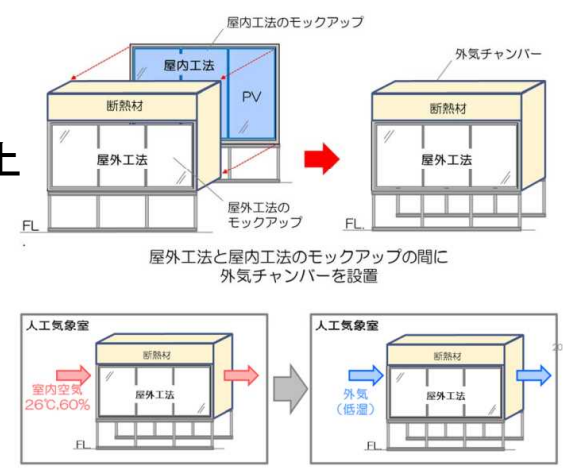 屋内工法のモックアップ
外気チャンバー
屋内工法
PV
断熱材
断熱材
上
屋外工法
屋外工法
屋外工法の
モックアップ
FL
FL.
屋外工法と屋内工法のモックアップの間に
外気チャンバーを設置
人工気象室
人工気象室
20
断熱材
断熱材
室内空気
26℃,60%
屋外工法
外気
(低湿)
屋外工法
FL
FL